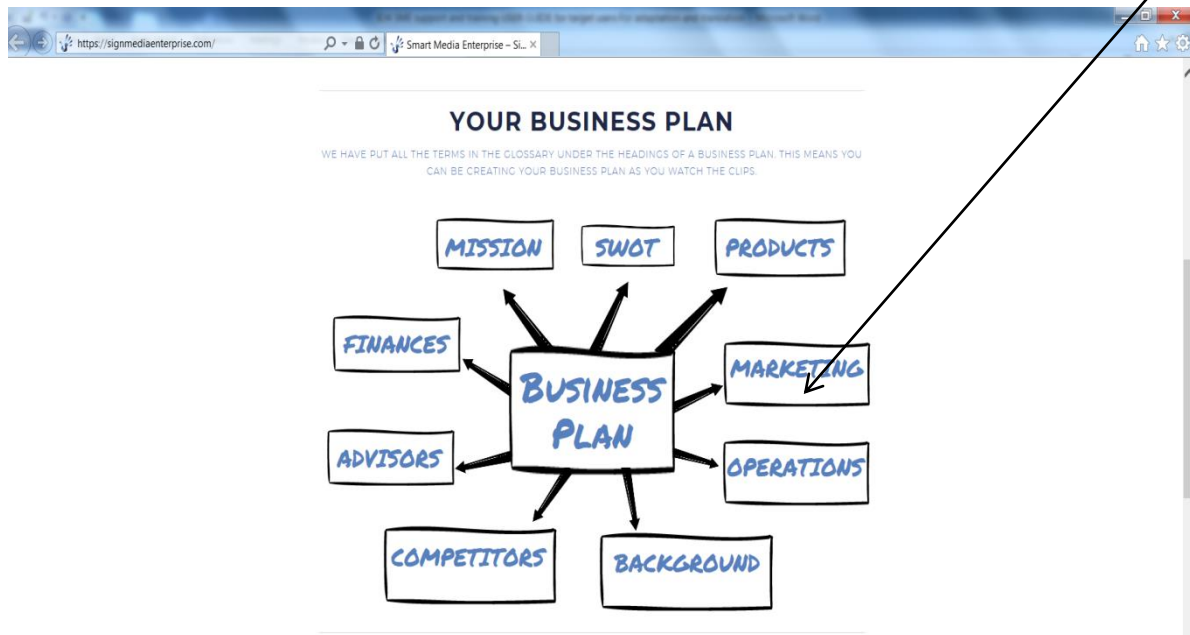 https://signmediaenterprise.com/
Smart Media Enterprise – Si...
YOUR BUSINESS PLAN
WE HAVE PUT ALL THE TERMS IN THE GLOSSARY UNDER THE HEADINGS OF A BUSINESS PLAN. THIS MEANS YOU
CAN BE CREATING YOUR BUSINESS PLAN AS YOU WATCH THE CLIPS.
MISSION
SWOT
PRODUCTS
FINANCES
MARKETING
BUSINESS
PLAN
ADVISORS
OPERATIONS
COMPETITORS
BACKGROUND